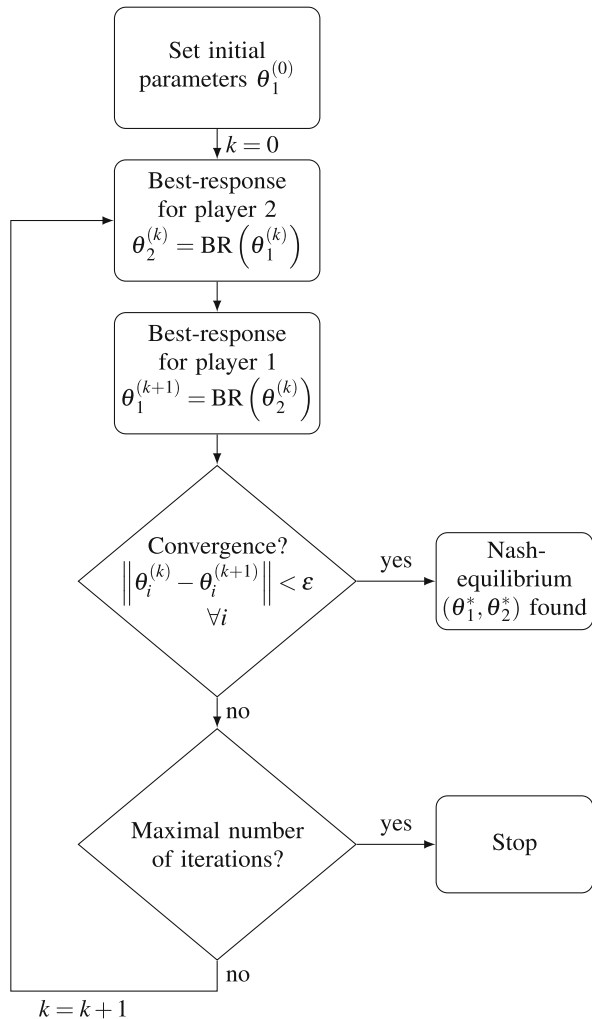 Set initial
parameters θ₁⁽⁰⁾
k = 0
Best-response
for player 2
θ₂⁽ᵏ⁾ = BR (θ₁⁽ᵏ⁾)
Best-response
for player 1
θ₁⁽ᵏ⁺¹⁾ = BR (θ₂⁽ᵏ⁾)
Convergence?
‖θᵢ⁽ᵏ⁾ − θᵢ⁽ᵏ⁺¹⁾‖ < ε
∀i
yes
Nash-
equilibrium
(θ₁*, θ₂*) found
no
Maximal number
of iterations?
yes
Stop
no
k = k + 1